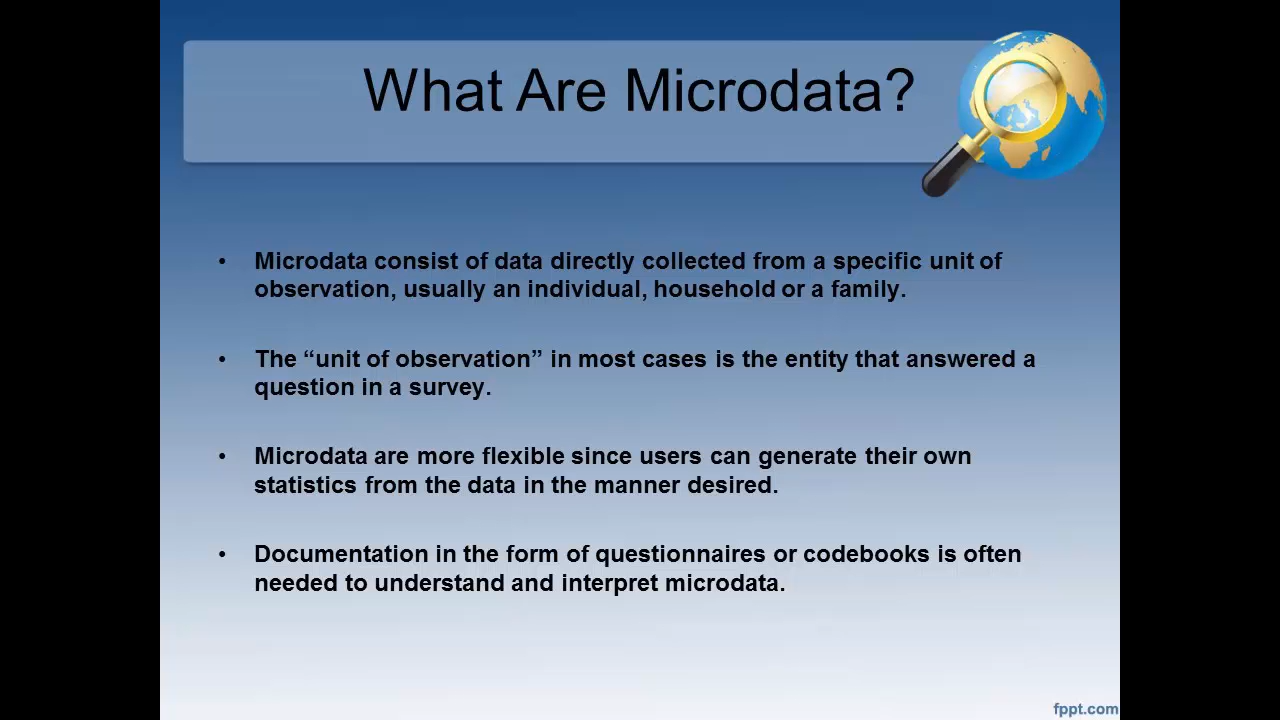 What Are Microdata?
• Microdata consist of data directly collected from a specific unit of
observation, usually an individual, household or a family.
• The “unit of observation” in most cases is the entity that answered a
question in a survey.
• Microdata are more flexible since users can generate their own
statistics from the data in the manner desired.
• Documentation in the form of questionnaires or codebooks is often
needed to understand and interpret microdata.
fppt.com